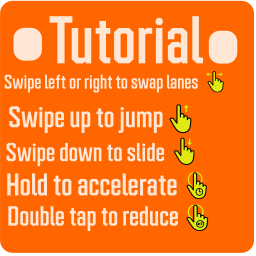 Tutorial
Swipe left or right to swap lanes
Swipe up to jump
Swipe down to slide
Hold to accelerate
Double tap to reduce